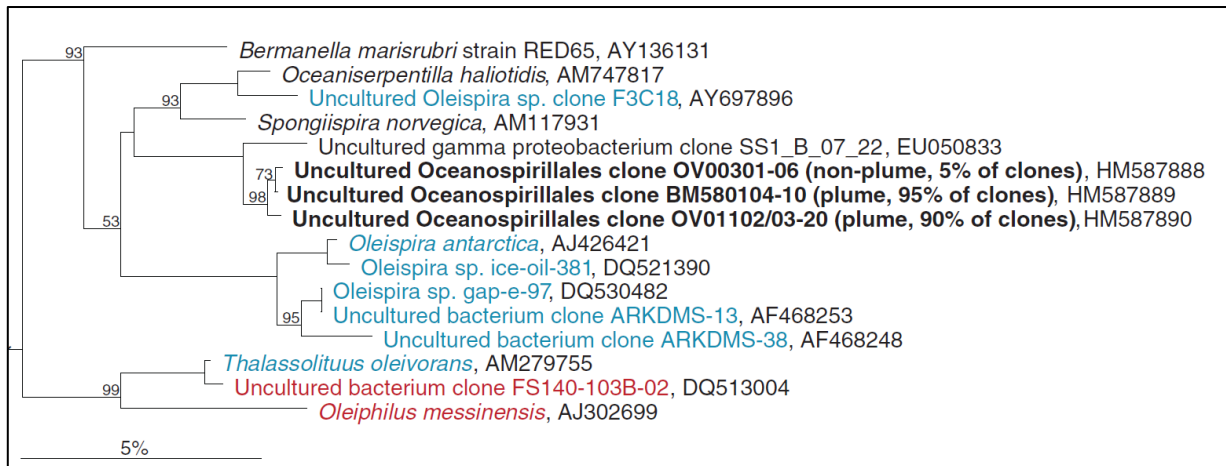 93
Bermanella marisrubri strain RED65, AY136131
Oceaniserpentilla haliotidis, AM747817
93
Uncultured Oleispira sp. clone F3C18, AY697896
Spongiispira norvegica, AM117931
Uncultured gamma proteobacterium clone SS1_B_07_22, EU050833
73
Uncultured Oceanospirillales clone OV00301-06 (non-plume, 5% of clones), HM587888
98
Uncultured Oceanospirillales clone BM580104-10 (plume, 95% of clones), HM587889
53
Uncultured Oceanospirillales clone OV01102/03-20 (plume, 90% of clones),HM587890
Oleispira antarctica, AJ426421
Oleispira sp. ice-oil-381, DQ521390
Oleispira sp. gap-e-97, DQ530482
95
Uncultured bacterium clone ARKDMS-13, AF468253
Uncultured bacterium clone ARKDMS-38, AF468248
Thalassolituus oleivorans, AM279755
99
Uncultured bacterium clone FS140-103B-02, DQ513004
Oleiphilus messinensis, AJ302699
5%